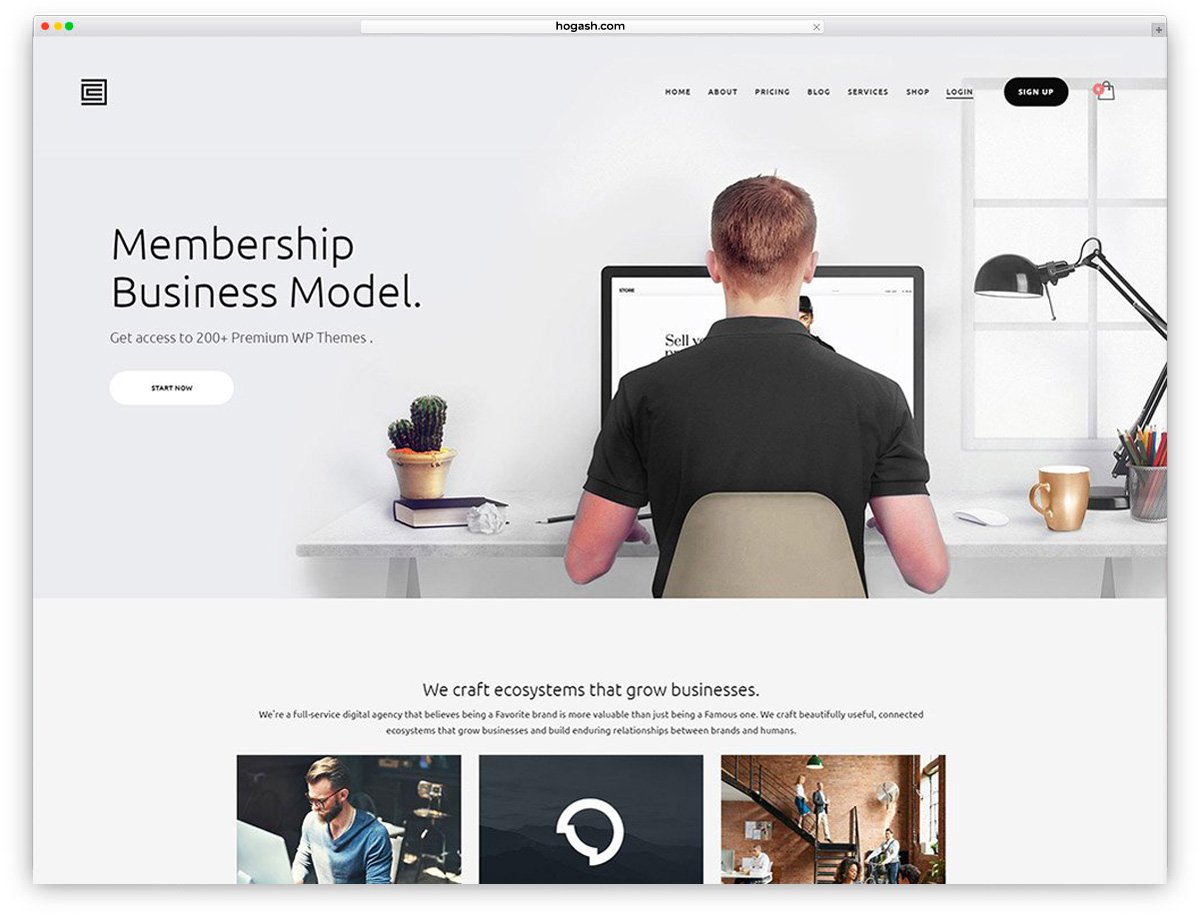 hogash.com
HOME ABOUT PRICING BLOG SERVICES SHOP LOGIN SIGN UP
Membership
Business Model.
Get access to 200+ Premium WP Themes .
START NOW
STORE
Sell
We craft ecosystems that grow businesses.
We're a full-service digital agency that believes being a Favorite brand is more valuable than just being a Famous one. We craft beautifully useful, connected
ecosystems that grow businesses and build enduring relationships between brands and humans.